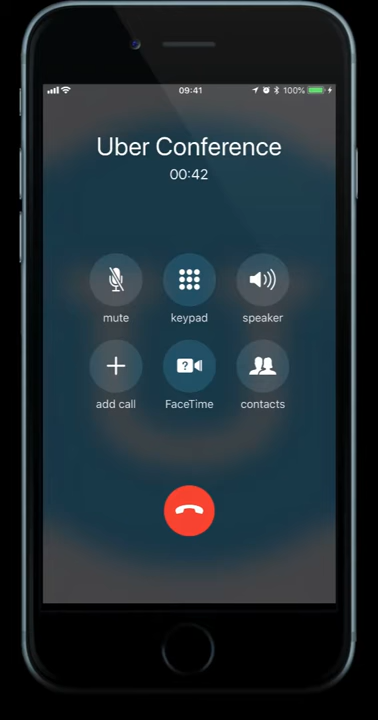 09:41 100%
Uber Conference
00:42
mute keypad speaker
add call FaceTime contacts